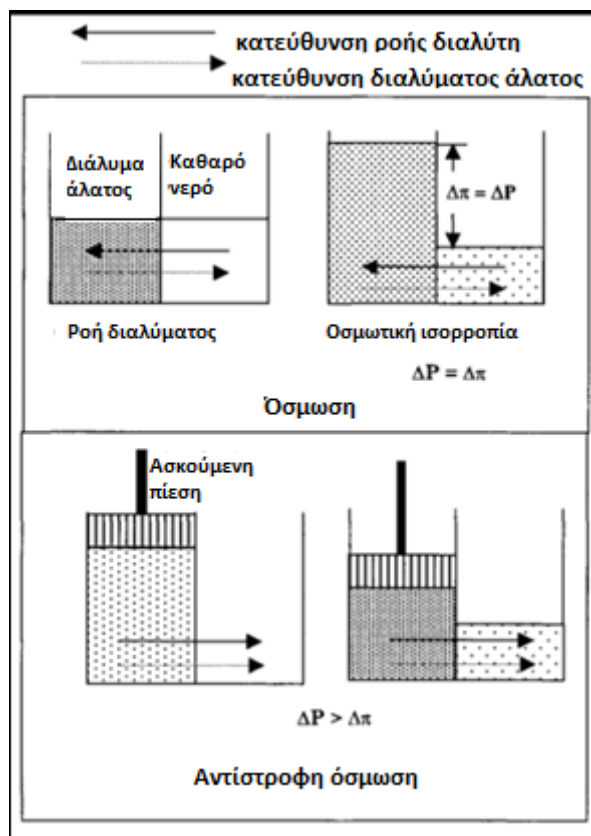 κατεύθυνση ροής διαλύτη
κατεύθυνση διαλύματος άλατος
Διάλυμα
άλατος
Καθαρό
νερό
Δπ = ΔP
Ροή διαλύματος
Οσμωτική ισορροπία
ΔP = Δπ
Όσμωση
Ασκούμενη
πίεση
ΔP > Δπ
Αντίστροφη όσμωση